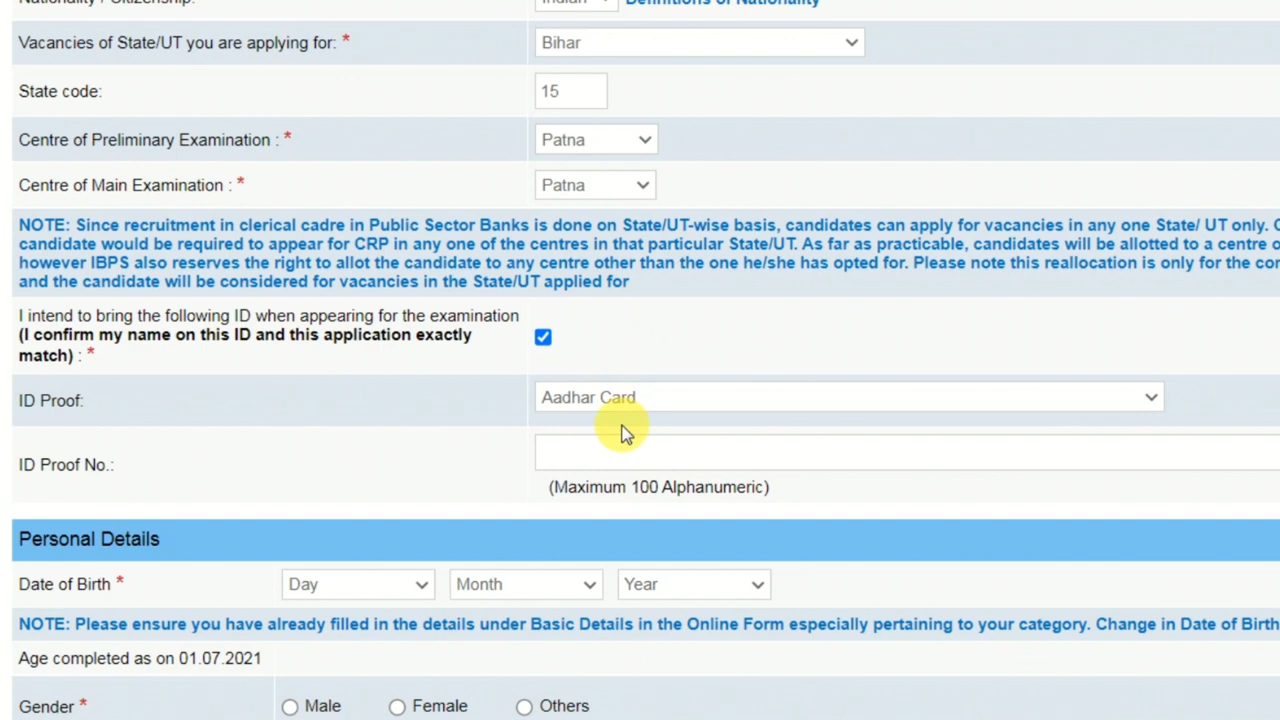 Nationality / Citizenship: Indian Definitions of Nationality
Vacancies of State/UT you are applying for: * Bihar
State code: 15
Centre of Preliminary Examination : * Patna
Centre of Main Examination : * Patna
NOTE: Since recruitment in clerical cadre in Public Sector Banks is done on State/UT-wise basis, candidates can apply for vacancies in any one State/ UT only.
candidate would be required to appear for CRP in any one of the centres in that particular State/UT. As far as practicable, candidates will be allotted to a centre
however IBPS also reserves the right to allot the candidate to any centre other than the one he/she has opted for. Please note this reallocation is only for the
and the candidate will be considered for vacancies in the State/UT applied for
I intend to bring the following ID when appearing for the examination
(I confirm my name on this ID and this application exactly
match) : *
ID Proof: Aadhar Card
ID Proof No.:
(Maximum 100 Alphanumeric)
Personal Details
Date of Birth * Day Month Year
NOTE: Please ensure you have already filled in the details under Basic Details in the Online Form especially pertaining to your category. Change in Date of Birth
Age completed as on 01.07.2021
Gender * Male Female Others